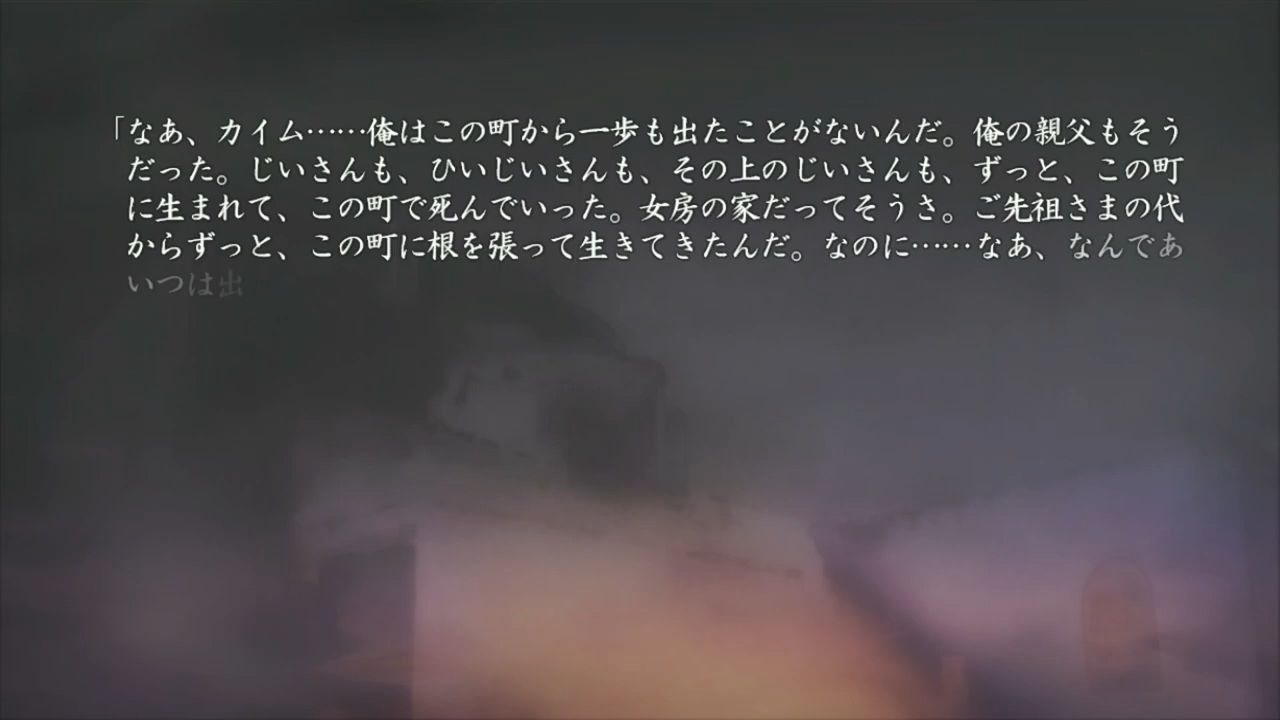 「なあ、カイム……俺はこの町から一歩も出たことがないんだ。俺の親父もそう
だった。じいさんも、ひいじいさんも、その上のじいさんも、ずっと、この町
に生まれて、この町で死んでいった。女房の家だってそうさ。ご先祖さまの代
からずっと、この町に根を張って生きてきたんだ。なのに……なあ、なんであ
いつは出